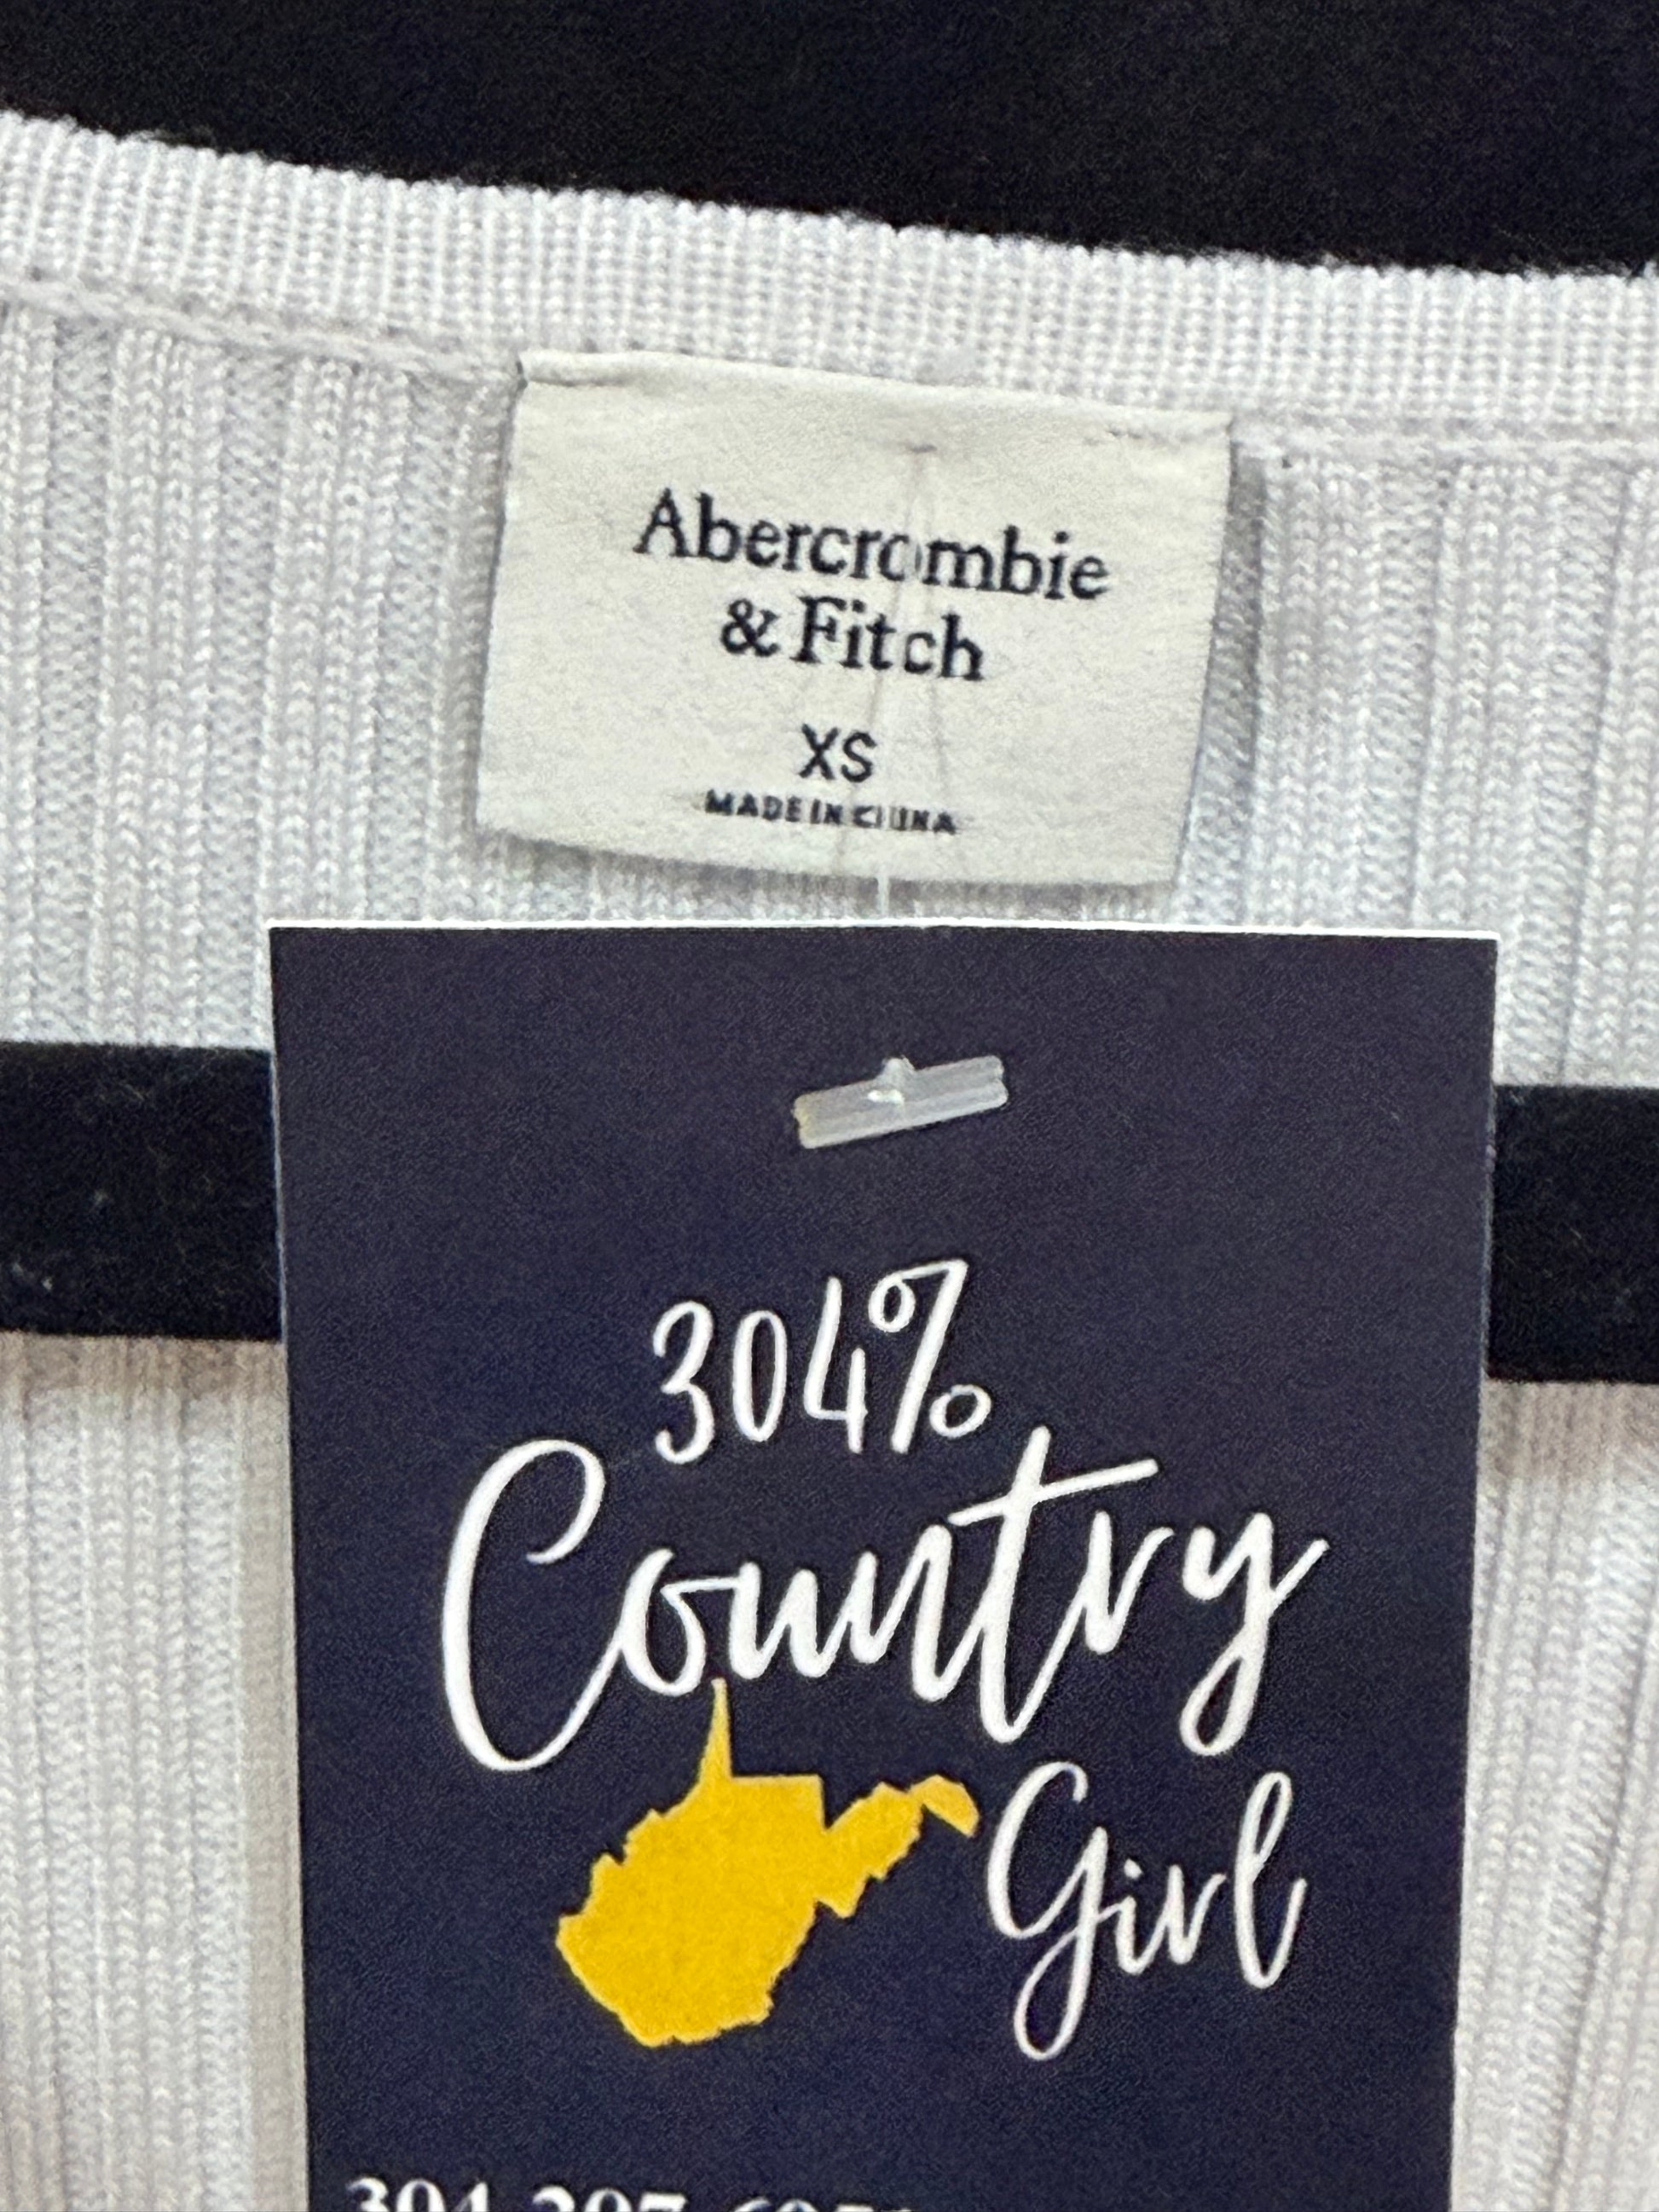 Abercrombie
& Fitch
XS
MADE IN CHINA
304%
Country
Girl